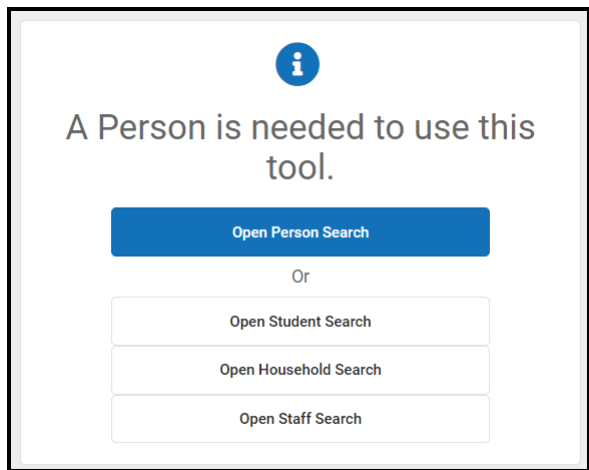 A Person is needed to use this
tool.
Open Person Search
Or
Open Student Search
Open Household Search
Open Staff Search